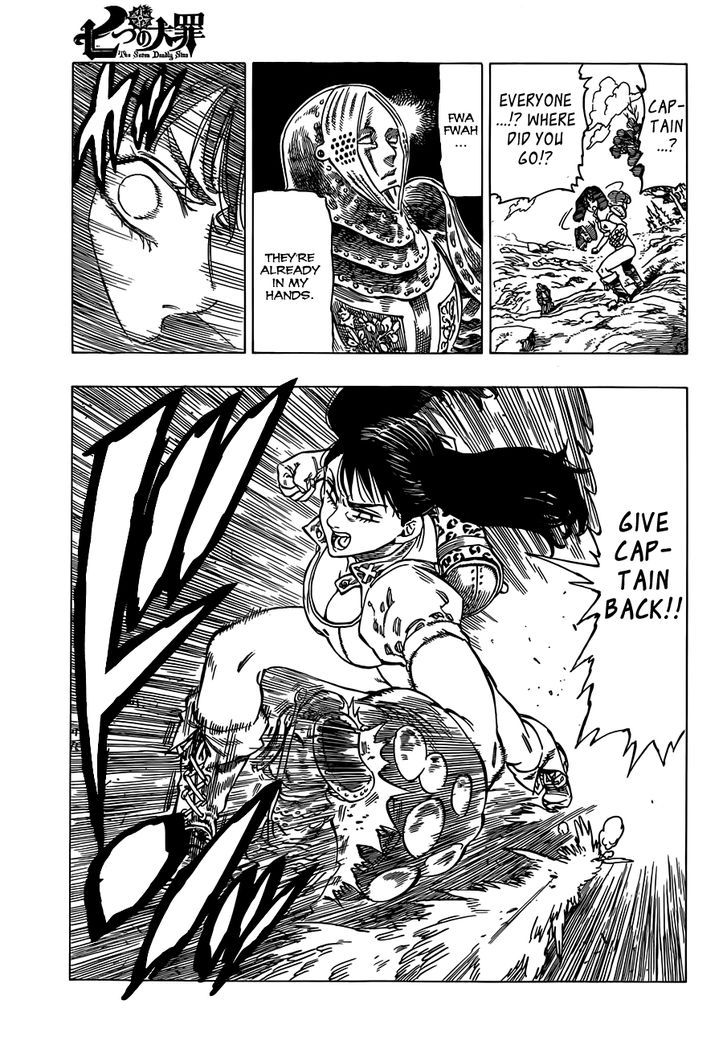 七つの大罪
The Seven Deadly Sins
CAP-
TAIN
...?
EVERYONE
...!? WHERE
DID YOU
GO!?
FWA
FWAH
...
THEY'RE
ALREADY
IN MY
HANDS.
GIVE
CAP-
TAIN
BACK!!